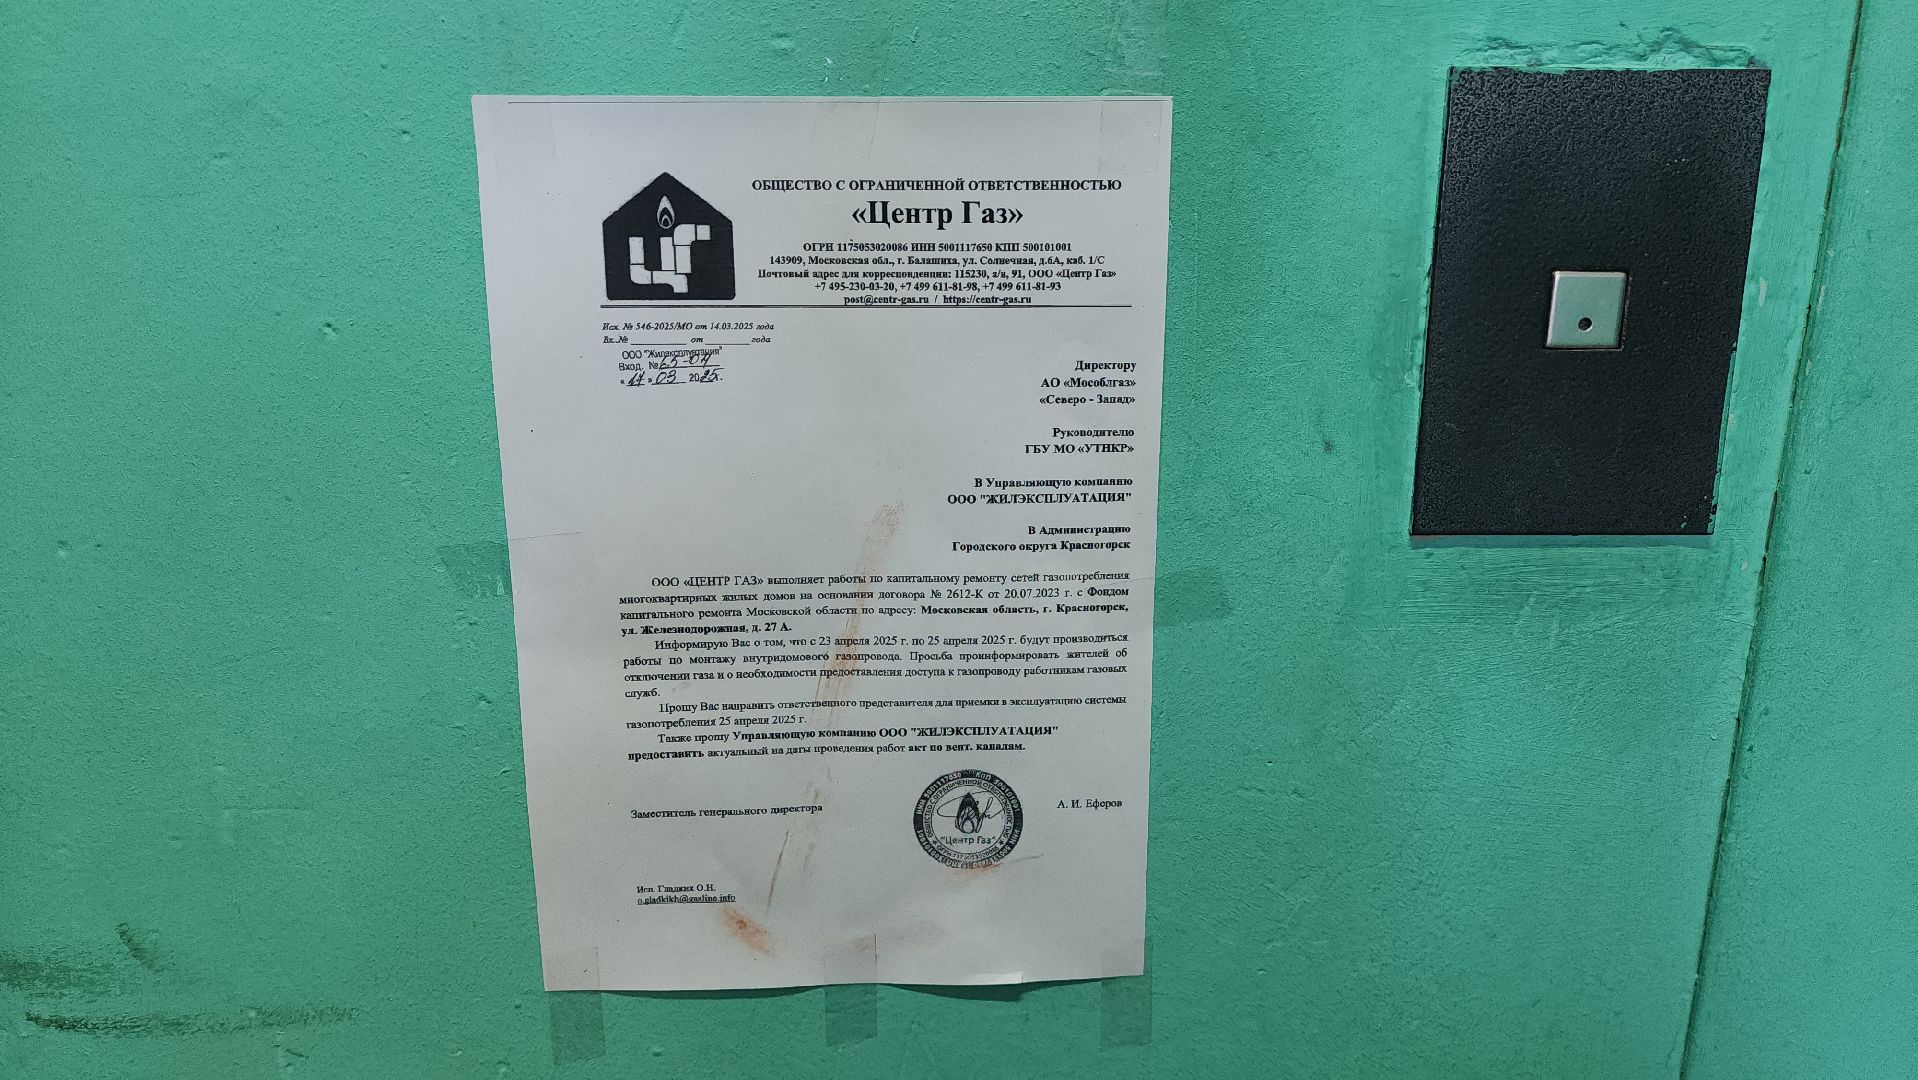 ОБЩЕСТВО С ОГРАНИЧЕННОЙ ОТВЕТСТВЕННОСТЬЮ
«Центр Газ»
ОГРН 1175053020086 ИНН 5001117650 КПП 500101001
143909, Московская обл., г. Балашиха, ул. Солнечная, д.6А, каб. 1/С
Почтовый адрес для корреспонденции: 115230, а/я, 91, ООО «Центр Газ»
+7 495-230-03-20, +7 499 611-81-98, +7 499 611-81-93
post@centr-gas.ru / https://centr-gas.ru
ЦГ
Исх. № 546-2025/МО от 14.03.2025 года
Вх. № __________ от ________ года
ООО "Жилэксплуатация"
Вход. №
«17» 03 2025.
Директору
АО «Мособлгаз»
«Северо - Запад»
Руководителю
ГБУ МО «УТНКР»
В Управляющую компанию
ООО "ЖИЛЭКСПЛУАТАЦИЯ"
В Администрацию
Городского округа Красногорск
ООО «ЦЕНТР ГАЗ» выполняет работы по капитальному ремонту сетей газопотребления
многоквартирных жилых домов на основании договора № 2612-К от 20.07.2023 г. с Фондом
капитального ремонта Московской области по адресу: Московская область, г. Красногорск,
ул. Железнодорожная, д. 27 А.
Информирую Вас о том, что с 23 апреля 2025 г. по 25 апреля 2025 г. будут производиться
работы по монтажу внутридомового газопровода. Просьба проинформировать жителей об
отключении газа и о необходимости предоставления доступа к газопроводу работникам газовых
служб.
Прошу Вас направить ответственного представителя для приемки в эксплуатацию системы
газопотребления 25 апреля 2025 г.
Также прошу Управляющую компанию ООО "ЖИЛЭКСПЛУАТАЦИЯ"
предоставить актуальный на даты проведения работ акт по вент. каналам.
Заместитель генерального директора
"Центр Газ"
А. И. Еферов
Исп. Гладких О.Н.
o.gladkikh@gasline.info